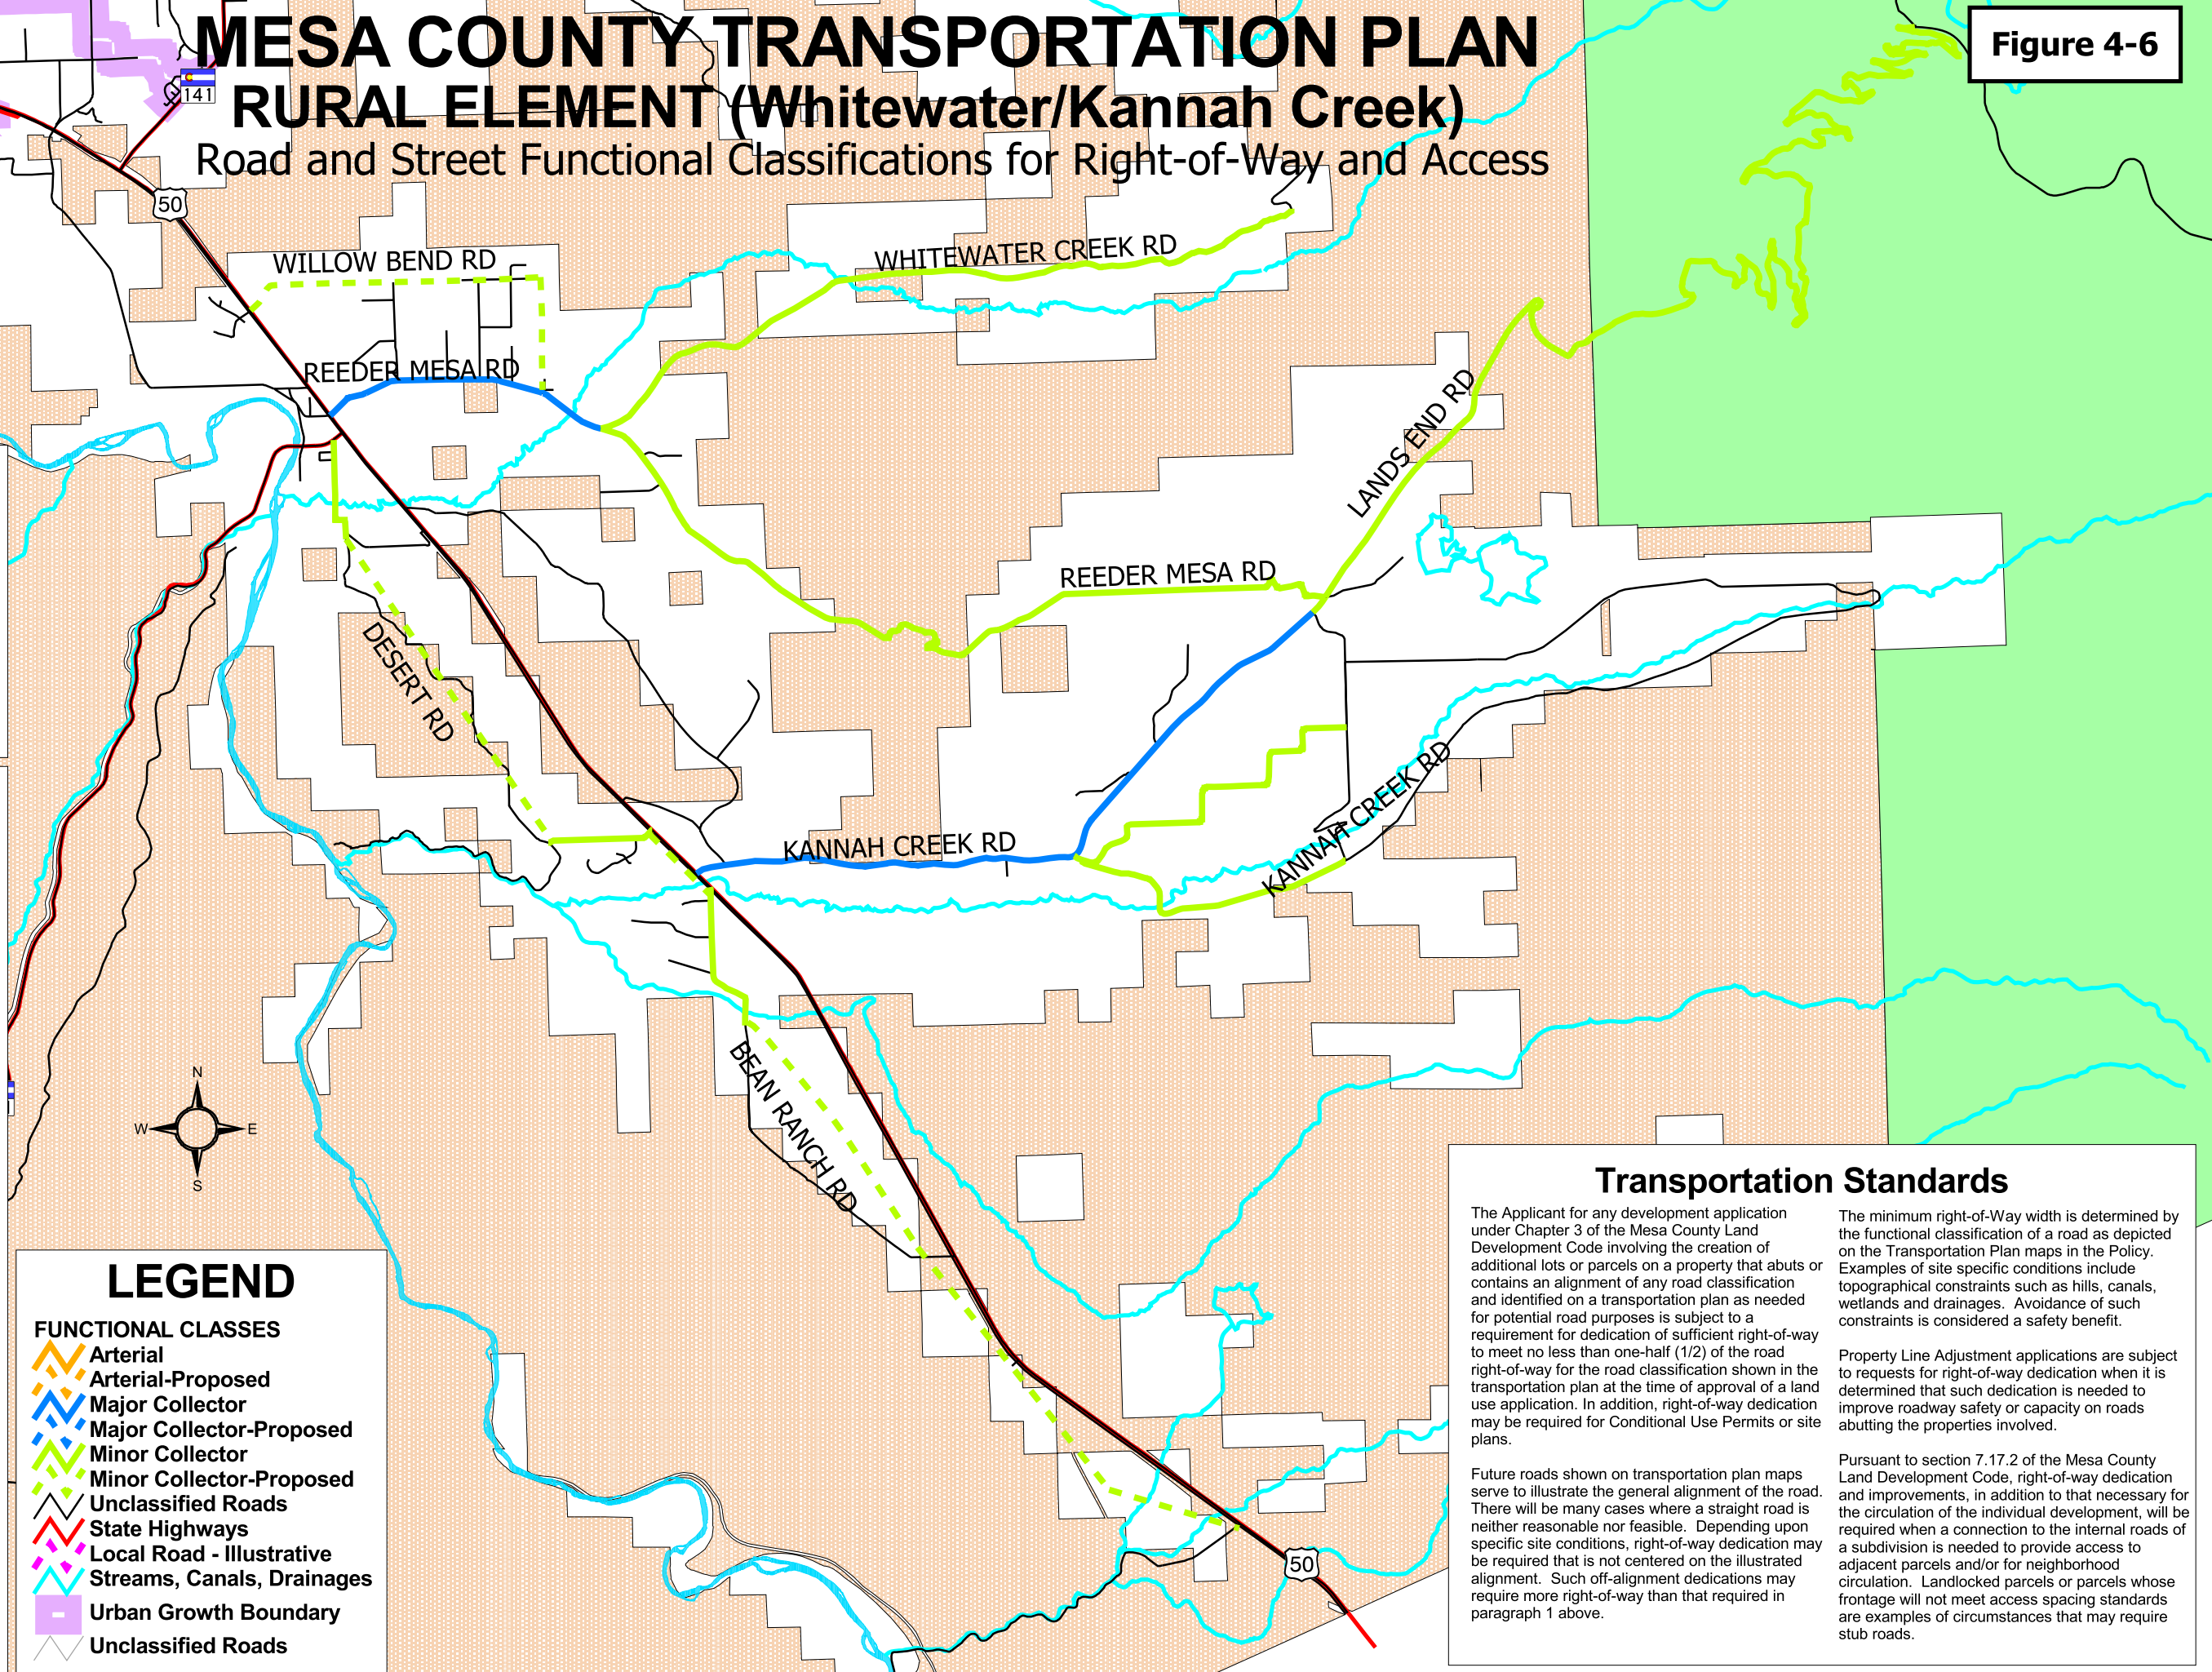 MESA COUNTY TRANSPORTATION PLAN
RURAL ELEMENT (Whitewater/Kannah Creek)
Road and Street Functional Classifications for Right-of-Way and Access
Figure 4-6
141
50
WILLOW BEND RD
WHITEWATER CREEK RD
REEDER MESA RD
LANDS END RD
REEDER MESA RD
DESERT RD
KANNAH CREEK RD
KANNAH CREEK RD
BEAN RANCH RD
N
W
E
S
50
LEGEND
FUNCTIONAL CLASSES
Arterial
Arterial-Proposed
Major Collector
Major Collector-Proposed
Minor Collector
Minor Collector-Proposed
Unclassified Roads
State Highways
Local Road - Illustrative
Streams, Canals, Drainages
Urban Growth Boundary
Unclassified Roads
Transportation Standards
The Applicant for any development application
under Chapter 3 of the Mesa County Land
Development Code involving the creation of
additional lots or parcels on a property that abuts or
contains an alignment of any road classification
and identified on a transportation plan as needed
for potential road purposes is subject to a
requirement for dedication of sufficient right-of-way
to meet no less than one-half (1/2) of the road
right-of-way for the road classification shown in the
transportation plan at the time of approval of a land
use application. In addition, right-of-way dedication
may be required for Conditional Use Permits or site
plans.
Future roads shown on transportation plan maps
serve to illustrate the general alignment of the road.
There will be many cases where a straight road is
neither reasonable nor feasible.  Depending upon
specific site conditions, right-of-way dedication may
be required that is not centered on the illustrated
alignment.  Such off-alignment dedications may
require more right-of-way than that required in
paragraph 1 above.
The minimum right-of-Way width is determined by
the functional classification of a road as depicted
on the Transportation Plan maps in the Policy.
Examples of site specific conditions include
topographical constraints such as hills, canals,
wetlands and drainages.  Avoidance of such
constraints is considered a safety benefit.
Property Line Adjustment applications are subject
to requests for right-of-way dedication when it is
determined that such dedication is needed to
improve roadway safety or capacity on roads
abutting the properties involved.
Pursuant to section 7.17.2 of the Mesa County
Land Development Code, right-of-way dedication
and improvements, in addition to that necessary for
the circulation of the individual development, will be
required when a connection to the internal roads of
a subdivision is needed to provide access to
adjacent parcels and/or for neighborhood
circulation.  Landlocked parcels or parcels whose
frontage will not meet access spacing standards
are examples of circumstances that may require
stub roads.